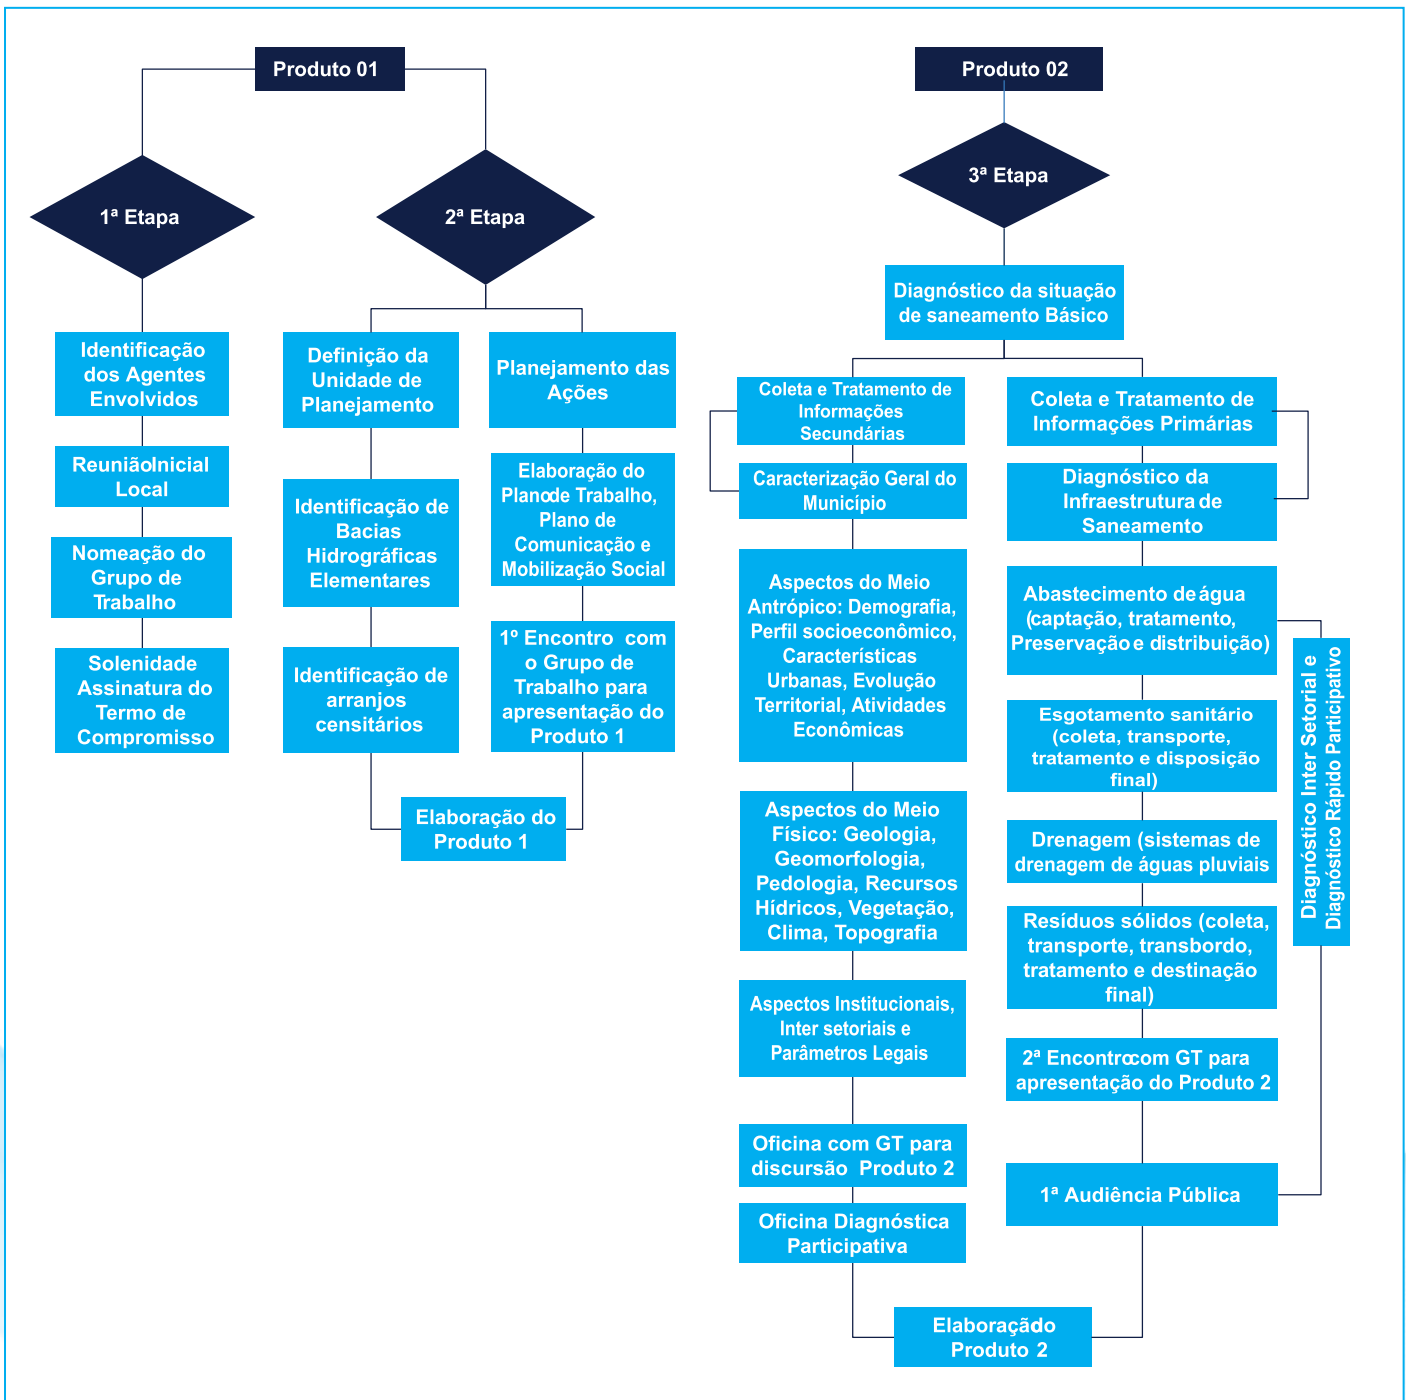 Produto 01
1ª Etapa
2ª Etapa
Identificação
dos Agentes
Envolvidos
ReuniãoInicial
Local
Nomeação do
Grupo de
Trabalho
Solenidade
Assinatura do
Termo de
Compromisso
Definição da
Unidade de
Planejamento
Identificação de
Bacias
Hidrográficas
Elementares
Identificação de
arranjos
censitários
Planejamento das
Ações
Elaboração do
Planode Trabalho,
Plano de
Comunicação e
Mobilização Social
1º Encontro com
o Grupo de
Trabalho para
apresentação do
Produto 1
Elaboração do
Produto 1
Produto 02
3ª Etapa
Diagnóstico da situação
de saneamento Básico
Coleta e Tratamento de
Informações
Secundárias
Caracterização Geral do
Município
Aspectos do Meio
Antrópico: Demografia,
Perfil socioeconômico,
Características
Urbanas, Evolução
Territorial, Atividades
Econômicas
Aspectos do Meio
Físico: Geologia,
Geomorfologia,
Pedologia, Recursos
Hídricos, Vegetação,
Clima, Topografia
Aspectos Institucionais,
Inter setoriais e
Parâmetros Legais
Oficina com GT para
discursão Produto 2
Oficina Diagnóstica
Participativa
Coleta e Tratamento de
Informações Primárias
Diagnóstico da
Infraestrutura de
Saneamento
Abastecimento de água
(captação, tratamento,
Preservação e distribuição)
Esgotamento sanitário
(coleta, transporte,
tratamento e disposição
final)
Drenagem (sistemas de
drenagem de águas pluviais
Resíduos sólidos (coleta,
transporte, transbordo,
tratamento e destinação
final)
2ª Encontrocom GT para
apresentação do Produto 2
1ª Audiência Pública
Diagnóstico Inter Setorial e
Diagnóstico Rápido Participativo
Elaboraçãdo
Produto 2